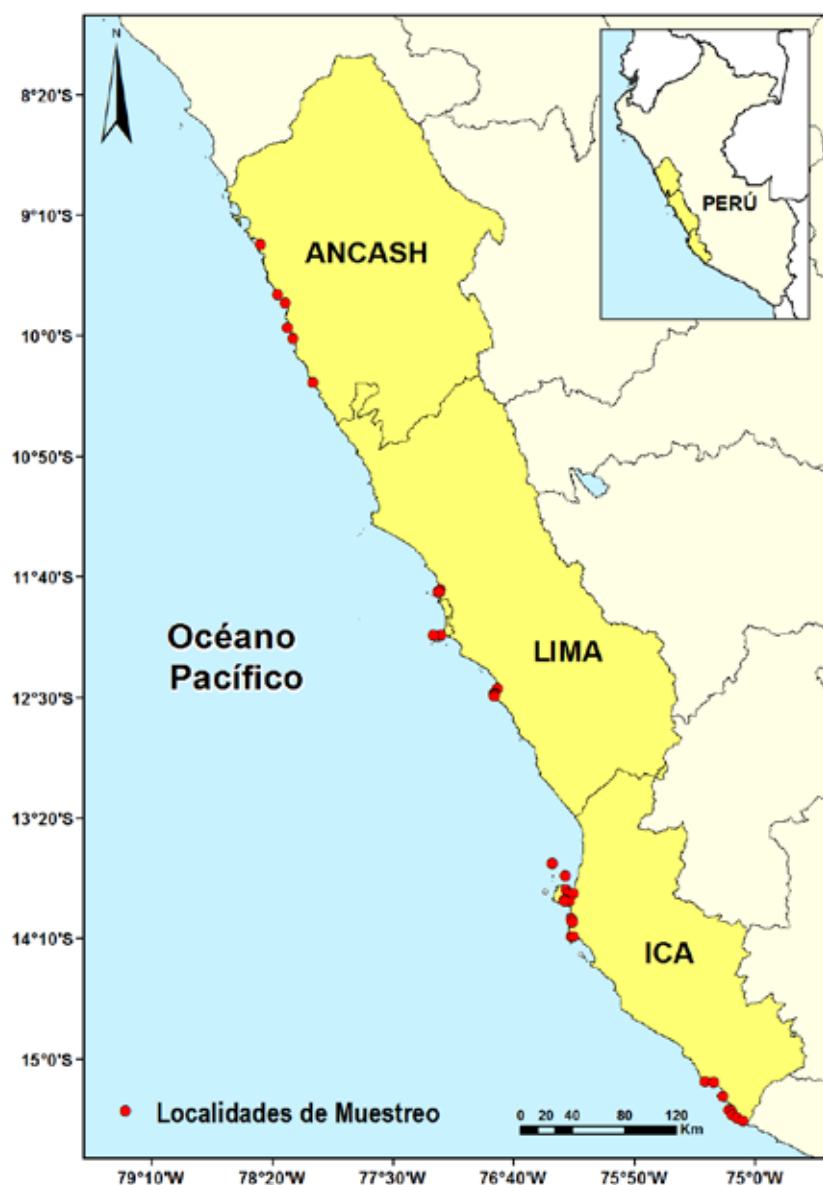 N
8°20'S
9°10'S
10°0'S
10°50'S
11°40'S
12°30'S
13°20'S
14°10'S
15°0'S
ANCASH
PERÚ
LIMA
Océano
Pacífico
ICA
Localidades de Muestreo
0 20 40 80 120
Km
79°10'W 78°20'W 77°30'W 76°40'W 75°50'W 75°0'W